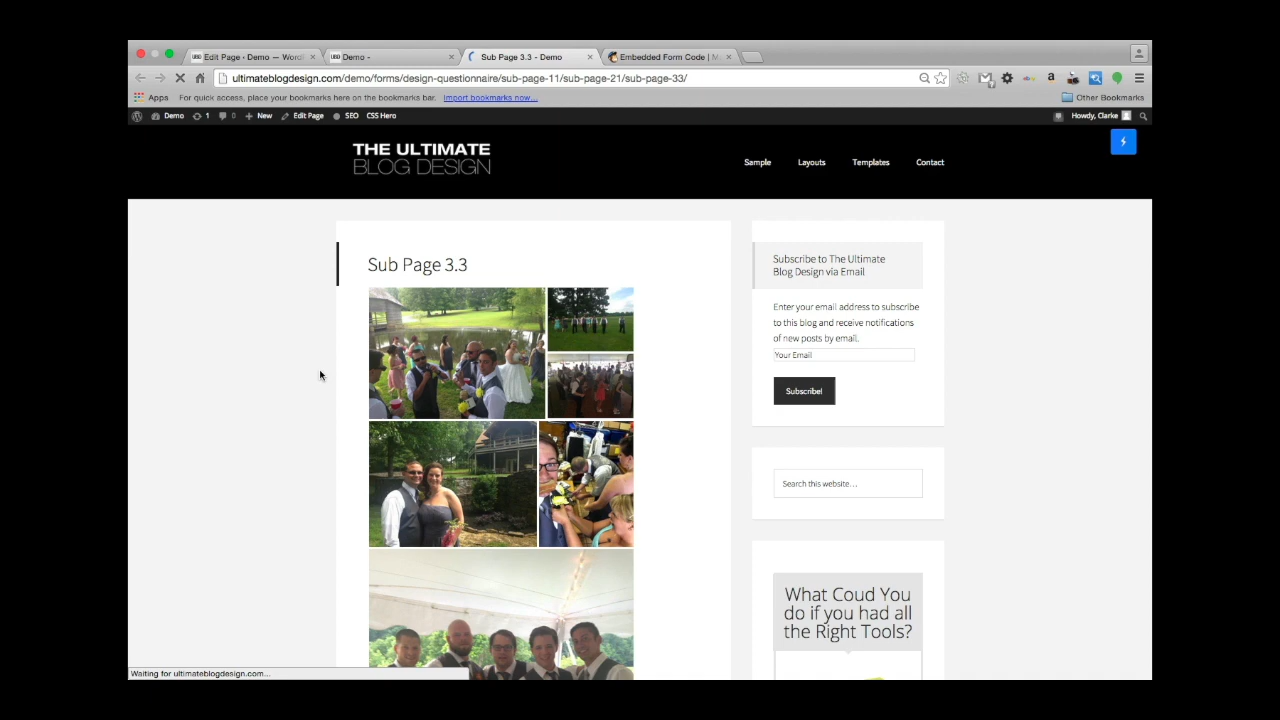 Edit Page ‹ Demo — Word
Demo -
Sub Page 3.3 - Demo
Embedded Form Code | M
ultimateblogdesign.com/demo/forms/design-questionnaire/sub-page-11/sub-page-21/sub-page-33/
Apps
For quick access, place your bookmarks here on the bookmarks bar.
Import bookmarks now...
Other Bookmarks
Demo
1
0
New
Edit Page
SEO
CSS Hero
Howdy, Clarke
THE ULTIMATE
BLOG DESIGN
Sample
Layouts
Templates
Contact
Sub Page 3.3
Subscribe to The Ultimate
Blog Design via Email
Enter your email address to subscribe
to this blog and receive notifications
of new posts by email.
Your Email
Subscribe!
Search this website…
What Coud You
do if you had all
the Right Tools?
Waiting for ultimateblogdesign.com...